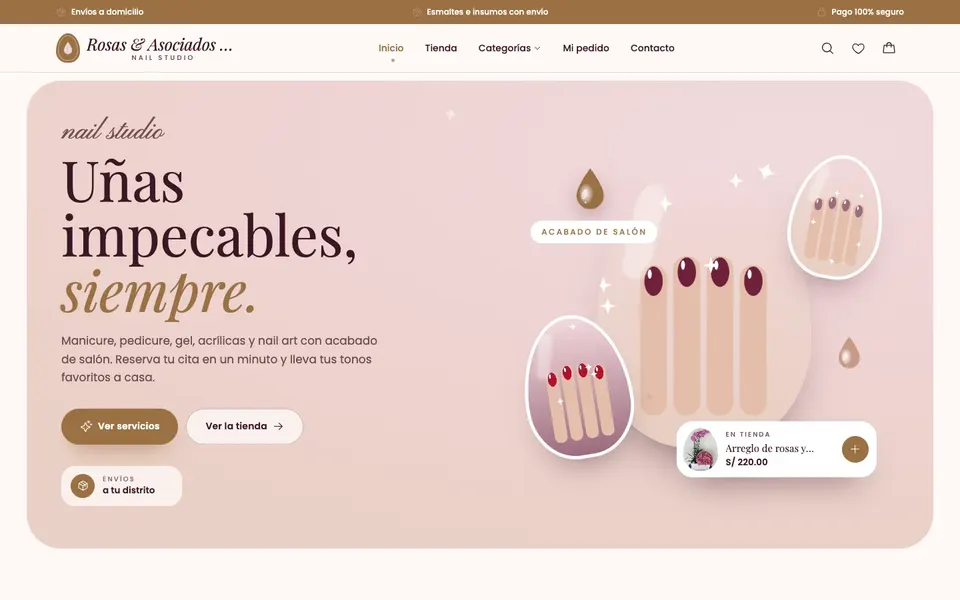 Envíos a domicilio
Esmaltes e insumos con envío
Pago 100% seguro
Rosas & Asociados ...
NAIL STUDIO
Inicio
Tienda
Categorías
Mi pedido
Contacto
nail studio
Uñas
impecables,
siempre.
Manicure, pedicure, gel, acrílicas y nail art con acabado
de salón. Reserva tu cita en un minuto y lleva tus tonos
favoritos a casa.
Ver servicios
Ver la tienda
ENVÍOS
a tu distrito
ACABADO DE SALÓN
EN TIENDA
Arreglo de rosas y...
S/ 220.00